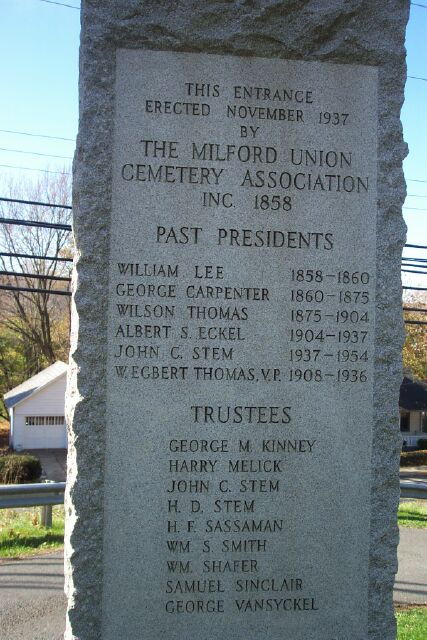 THIS ENTRANCE
ERECTED NOVEMBER 1937
BY
THE MILFORD UNION
CEMETERY ASSOCIATION
INC. 1858
PAST PRESIDENTS
WILLIAM LEE 1858-1860
GEORGE CARPENTER 1860-1875
WILSON THOMAS 1875-1904
ALBERT S. ECKEL 1904-1937
JOHN C. STEM 1937-1954
W. EGBERT THOMAS, V.P. 1908-1936
TRUSTEES
GEORGE M. KINNEY
HARRY MELICK
JOHN C. STEM
H. D. STEM
H. F. SASSAMAN
WM. S. SMITH
WM. SHAFER
SAMUEL SINCLAIR
GEORGE VANSYCKEL